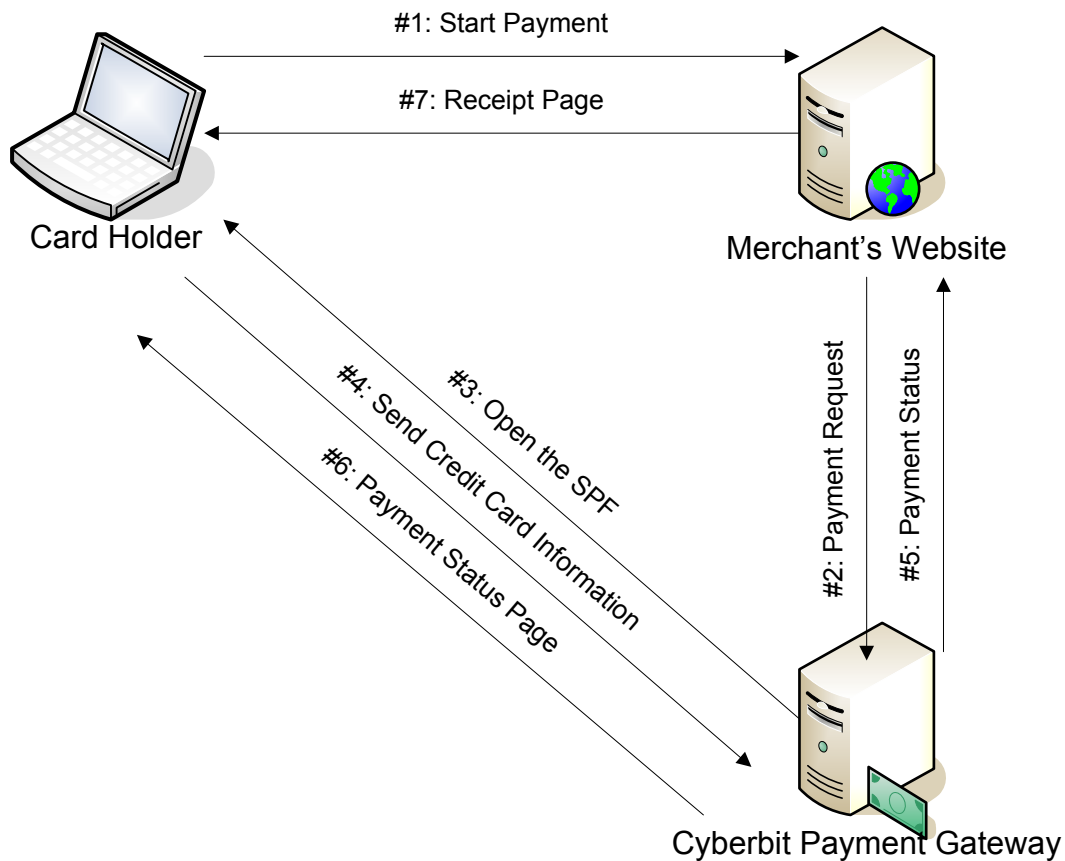 #1: Start Payment
#7: Receipt Page
Card Holder
Merchant's Website
#3: Open the SPF
#4: Send Credit Card Information
#6: Payment Status Page
#2: Payment Request
#5: Payment Status
Cyberbit Payment Gateway